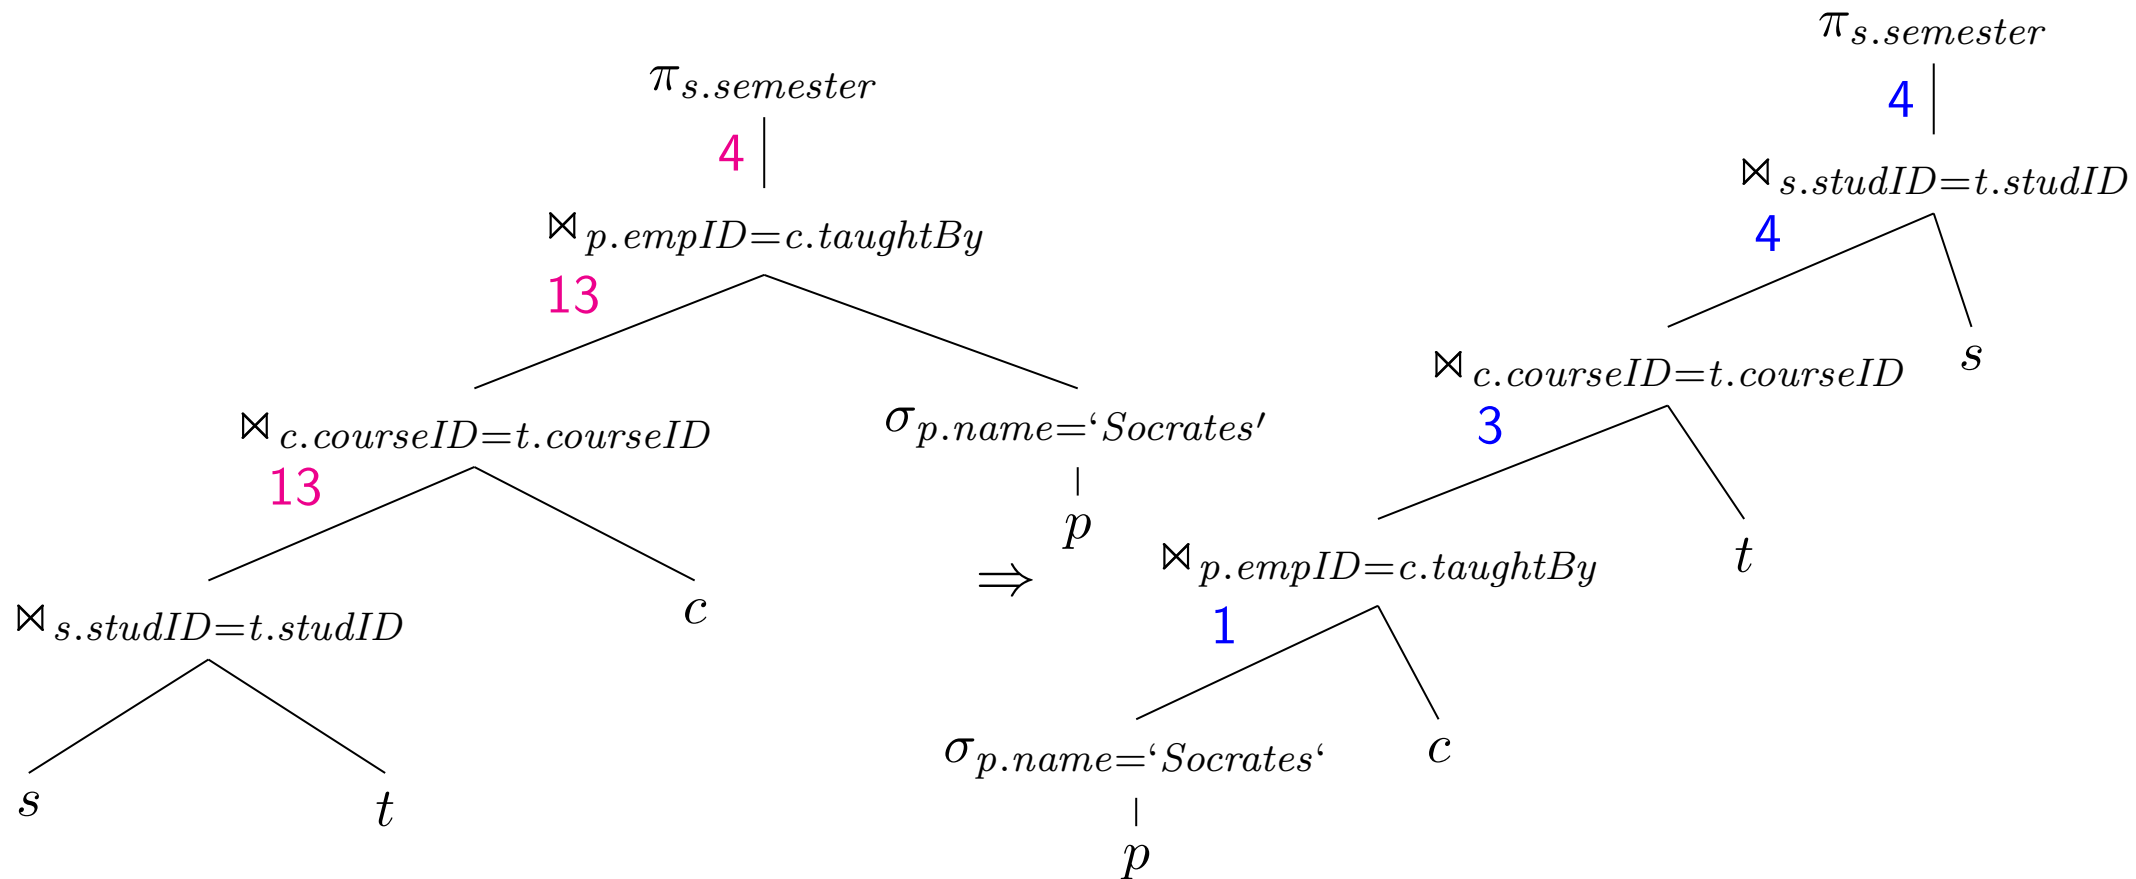 π s.semester
4
⋈ p.empID=c.taughtBy
13
⋈ c.courseID=t.courseID
σ p.name=‘Socrates′
13
p
⋈ s.studID=t.studID
c
s
t
⇒
π s.semester
4
⋈ s.studID=t.studID
4
⋈ c.courseID=t.courseID
s
3
⋈ p.empID=c.taughtBy
t
1
σ p.name=‘Socrates‘
c
p